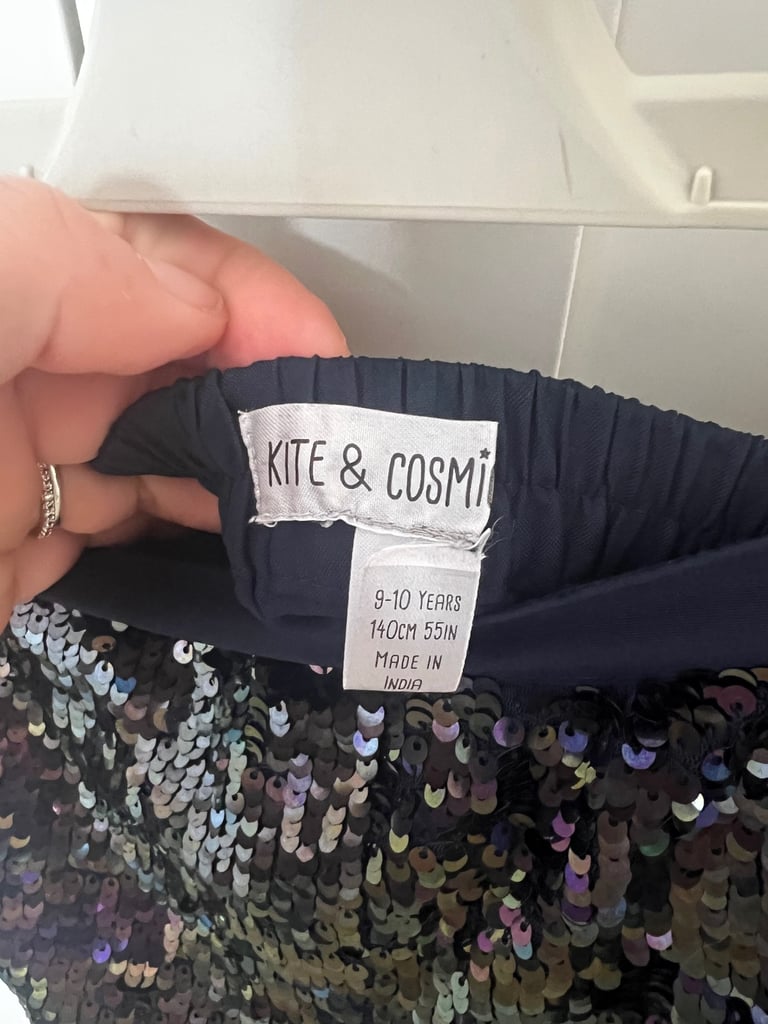 KITE & COSMI
9-10 YEARS
140CM 55IN
MADE IN
INDIA